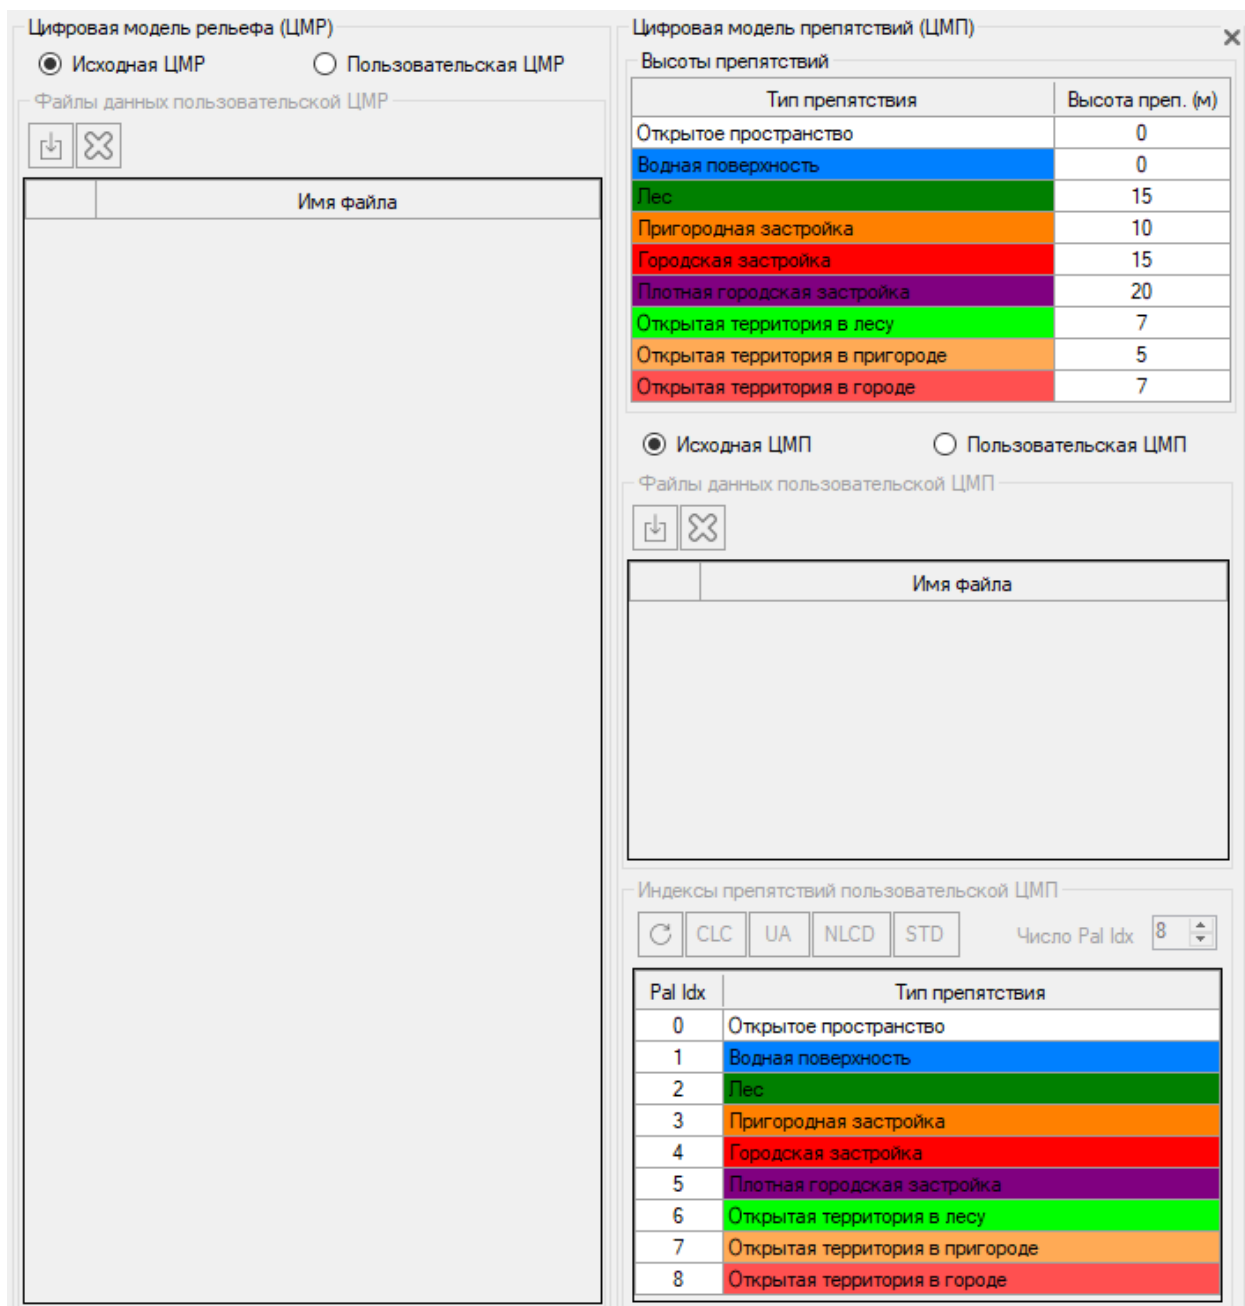 Цифровая модель рельефа (ЦМР)
Исходная ЦМР
Пользовательская ЦМР
Файлы данных пользовательской ЦМР
Имя файла
Цифровая модель препятствий (ЦМП)
Высоты препятствий
Тип препятствия Высота преп. (м)
Открытое пространство 0
Водная поверхность 0
Лес 15
Пригородная застройка 10
Городская застройка 15
Плотная городская застройка 20
Открытая территория в лесу 7
Открытая территория в пригороде 5
Открытая территория в городе 7
Исходная ЦМП
Пользовательская ЦМП
Файлы данных пользовательской ЦМП
Имя файла
Индексы препятствий пользовательской ЦМП
CLC UA NLCD STD Число Pal Idx 8
Pal Idx Тип препятствия
0 Открытое пространство
1 Водная поверхность
2 Лес
3 Пригородная застройка
4 Городская застройка
5 Плотная городская застройка
6 Открытая территория в лесу
7 Открытая территория в пригороде
8 Открытая территория в городе